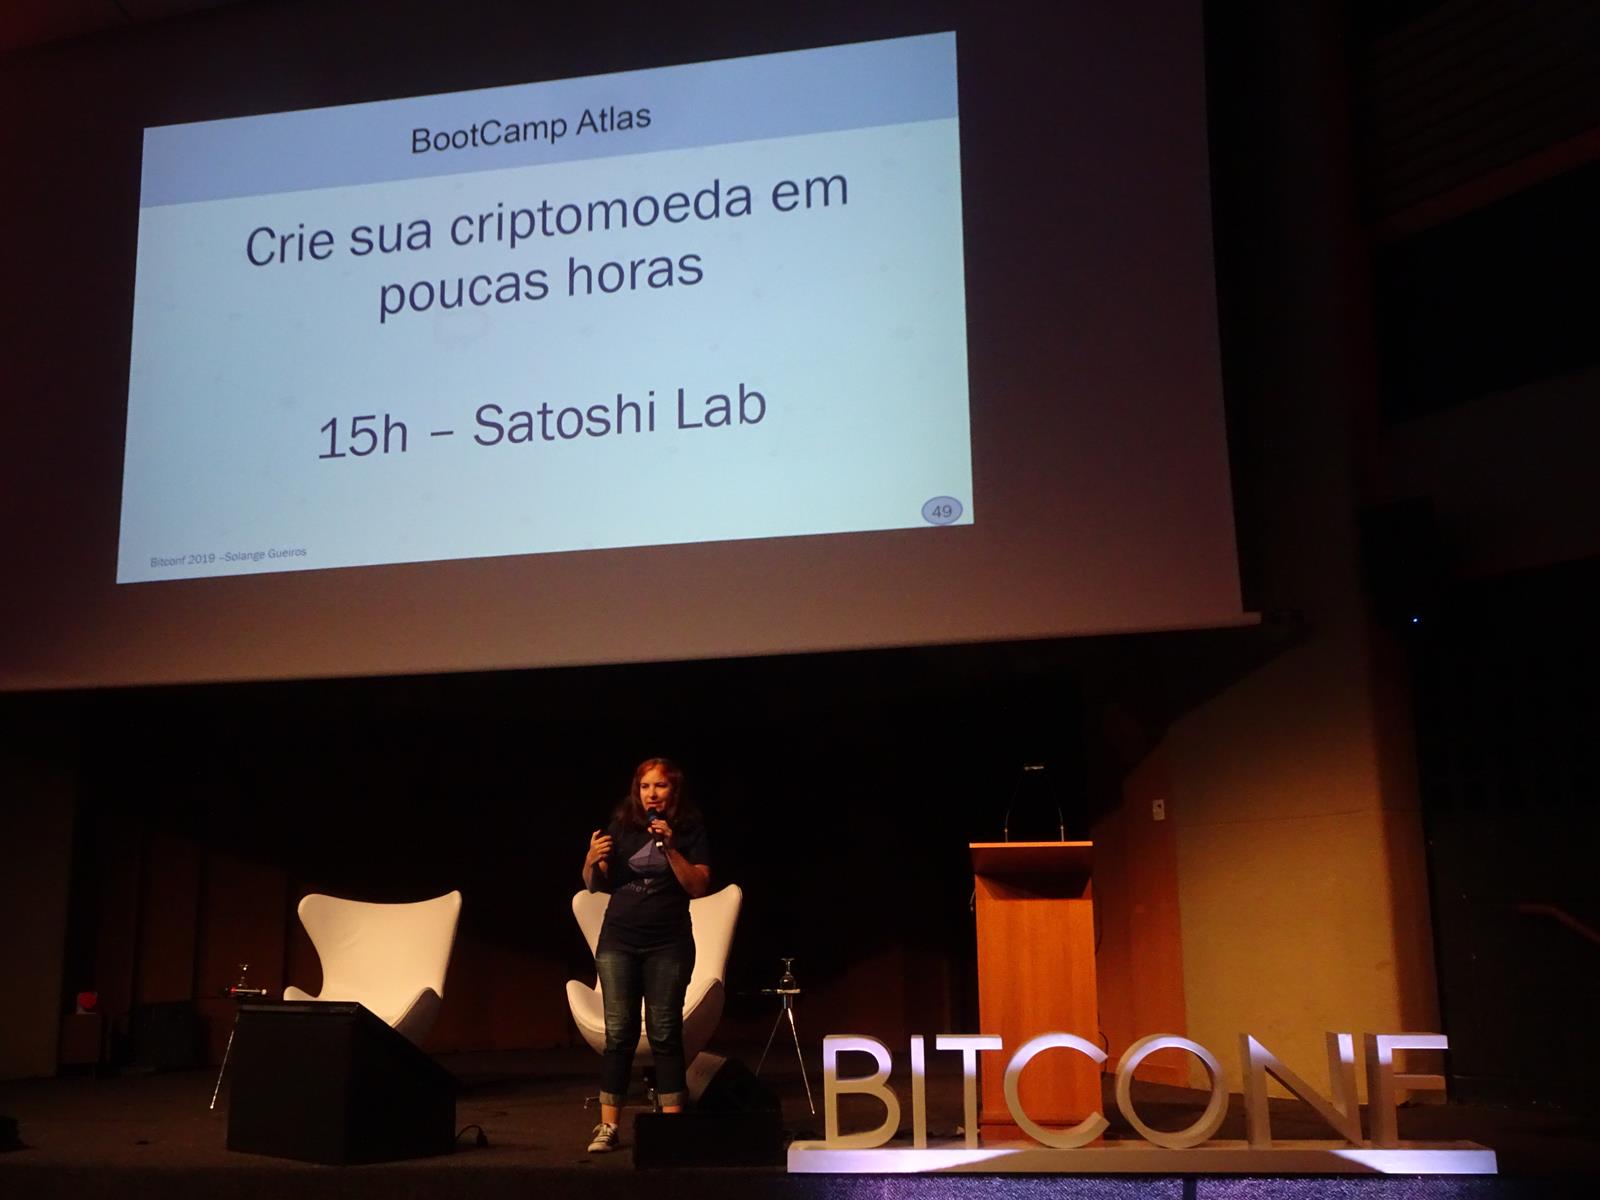 BootCamp Atlas
Crie sua criptomoeda em
poucas horas
15h – Satoshi Lab
49
Bitconf 2019 –Solange Gueiros
BITCONF